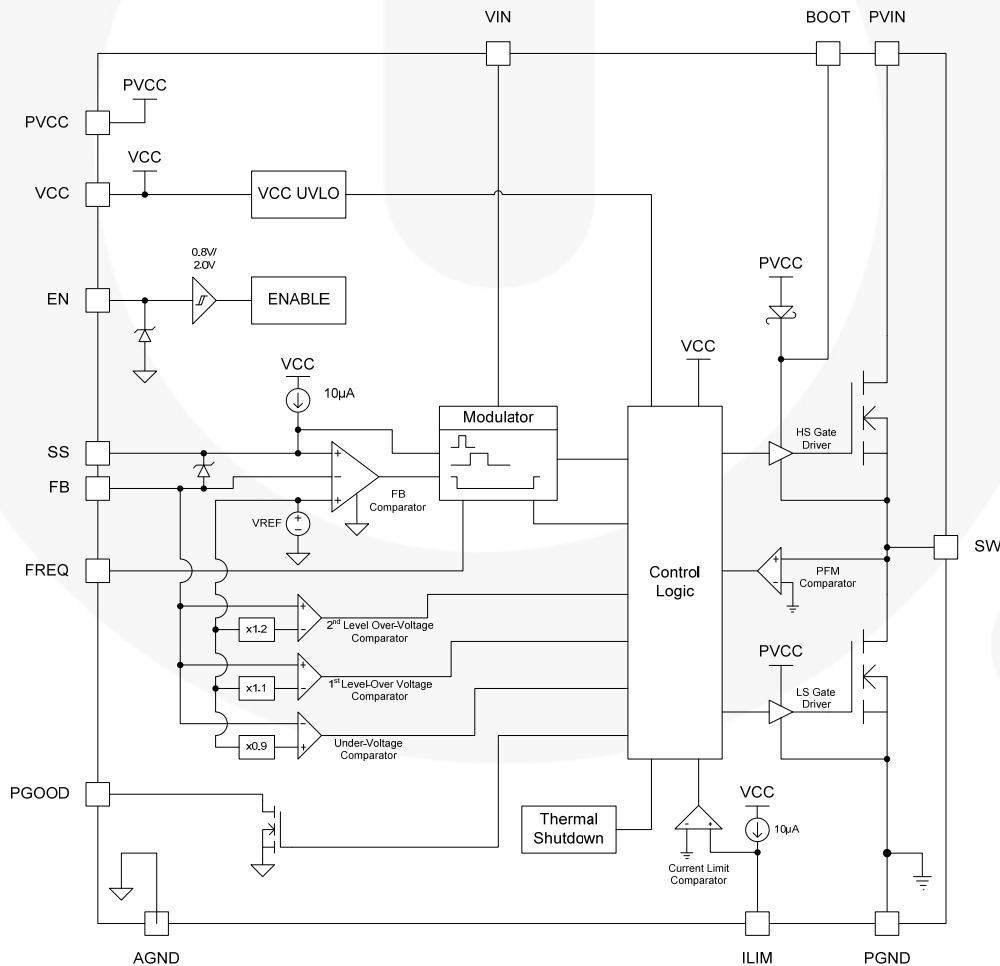 VIN
BOOT
PVIN
PVCC
PVCC
VCC
VCC
VCC UVLO
0.8V/
2.0V
EN
ENABLE
PVCC
VCC
10µA
VCC
Modulator
SS
+
−
+
FB
Comparator
FB
VREF
+
−
HS Gate
Driver
SW
FREQ
Control
Logic
+
−
PFM
Comparator
+
−
x1.2
2nd Level Over-Voltage
Comparator
+
−
x1.1
1st Level-Over Voltage
Comparator
PVCC
LS Gate
Driver
−
+
x0.9
Under-Voltage
Comparator
PGOOD
Thermal
Shutdown
VCC
10µA
−
+
Current Limit
Comparator
AGND
ILIM
PGND